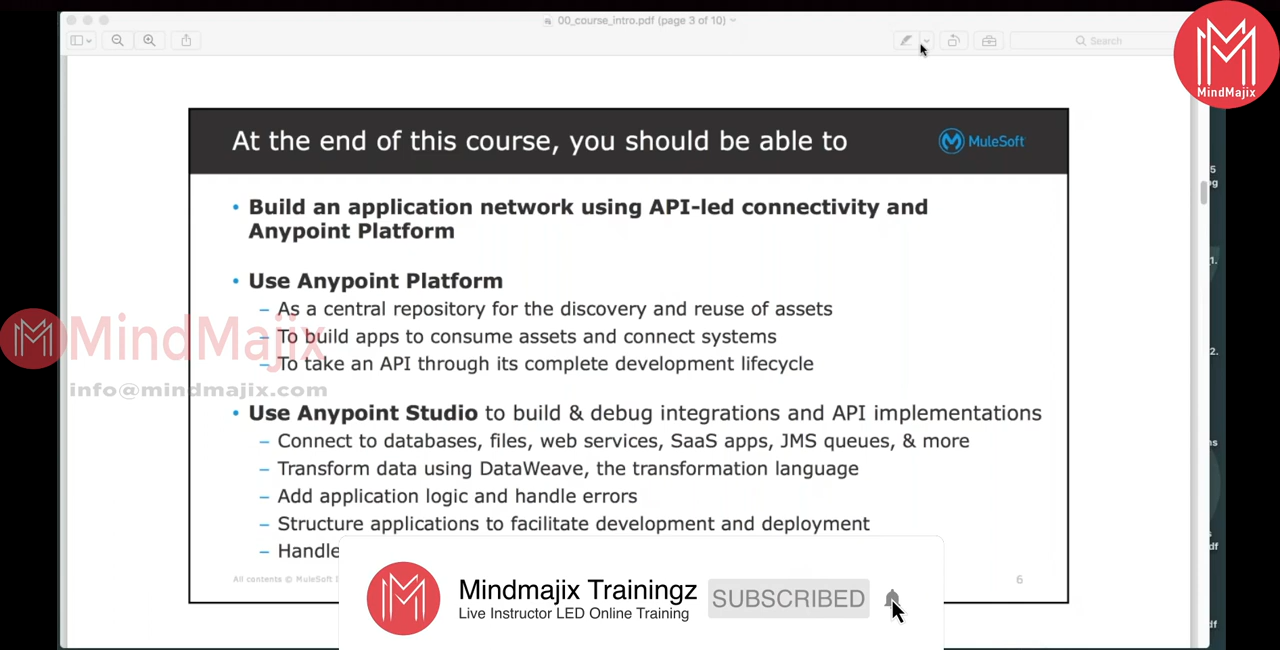 00_course_intro.pdf (page 3 of 10)
Search
MindMajix
At the end of this course, you should be able to
MuleSoft
• Build an application network using API-led connectivity and
Anypoint Platform
• Use Anypoint Platform
– As a central repository for the discovery and reuse of assets
– To build apps to consume assets and connect systems
– To take an API through its complete development lifecycle
MindMajix
info@mindmajix.com
• Use Anypoint Studio to build & debug integrations and API implementations
– Connect to databases, files, web services, SaaS apps, JMS queues, & more
– Transform data using DataWeave, the transformation language
– Add application logic and handle errors
– Structure applications to facilitate development and deployment
– Handle
All contents © MuleSoft
6
Mindmajix Trainingz
Live Instructor LED Online Training
SUBSCRIBED